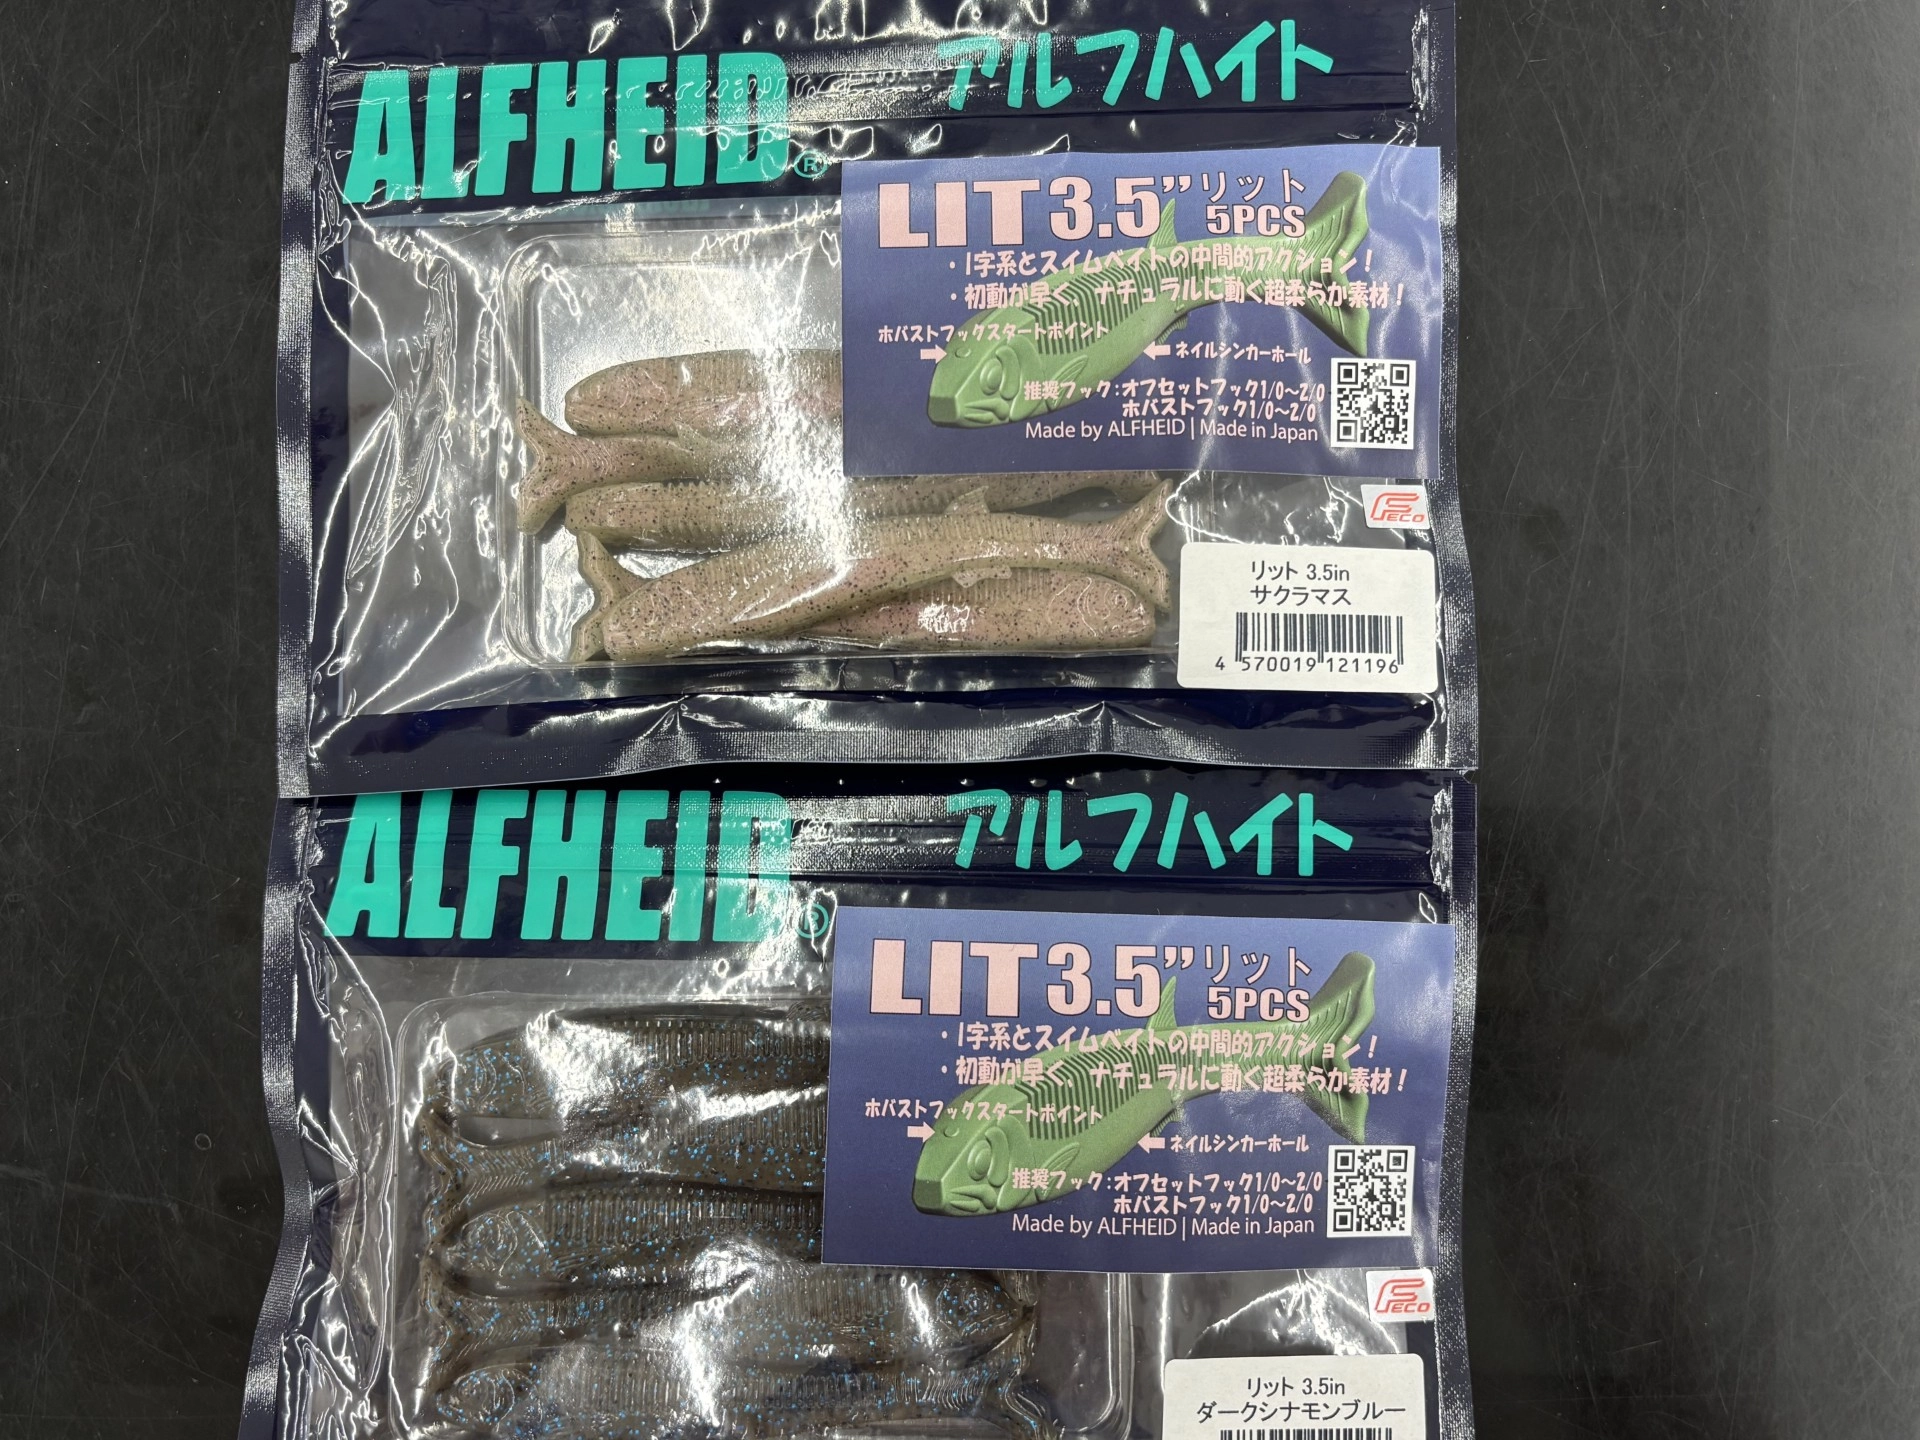 ALFHEID®
アルフハイト
LIT 3.5” リット
5PCS
・I字系とスイムベイトの中間的アクション!
・初動が早く、ナチュラルに動く超柔らか素材!
ホバストフックスタートポイント
ネイルシンカーホール
推奨フック:オフセットフック1/0～2/0
ホバストフック1/0～2/0
Made by ALFHEID | Made in Japan
F ECO
リット 3.5in
サクラマス
4 570019 121196
ALFHEID®
アルフハイト
LIT 3.5” リット
5PCS
・I字系とスイムベイトの中間的アクション!
・初動が早く、ナチュラルに動く超柔らか素材!
ホバストフックスタートポイント
ネイルシンカーホール
推奨フック:オフセットフック1/0～2/0
ホバストフック1/0～2/0
Made by ALFHEID | Made in Japan
F ECO
リット 3.5in
ダークシナモンブルー